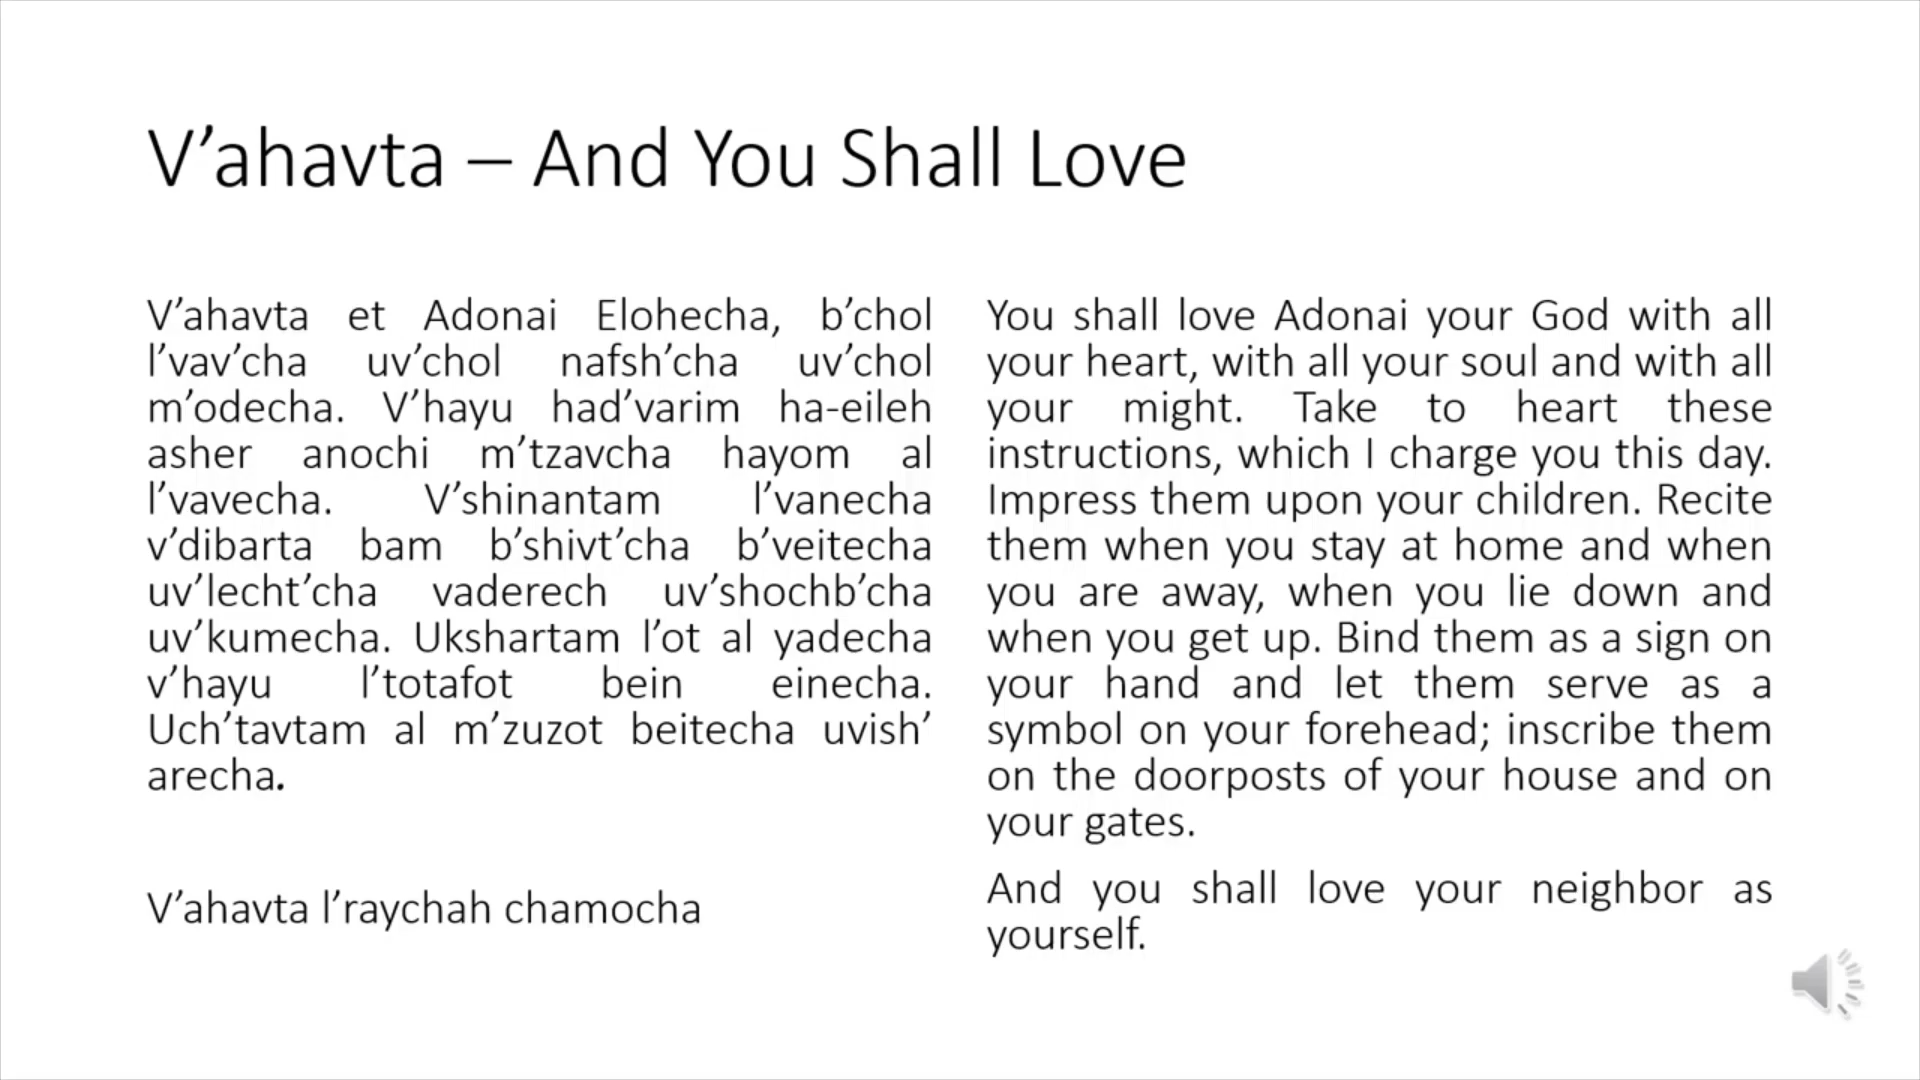 V’ahavta – And You Shall Love
V’ahavta et Adonai Elohecha, b’chol
l’vav’cha uv’chol nafsh’cha uv’chol
m’odecha. V’hayu had’varim ha-eileh
asher anochi m’tzavcha hayom al
l’vavecha. V’shinantam l’vanecha
v’dibarta bam b’shivt’cha b’veitecha
uv’lecht’cha vaderech uv’shochb’cha
uv’kumecha. Ukshartam l’ot al yadecha
v’hayu l’totafot bein einecha.
Uch’tavtam al m’zuzot beitecha uvish’
arecha.
V’ahavta l’raychah chamocha
You shall love Adonai your God with all
your heart, with all your soul and with all
your might. Take to heart these
instructions, which I charge you this day.
Impress them upon your children. Recite
them when you stay at home and when
you are away, when you lie down and
when you get up. Bind them as a sign on
your hand and let them serve as a
symbol on your forehead; inscribe them
on the doorposts of your house and on
your gates.
And you shall love your neighbor as
yourself.